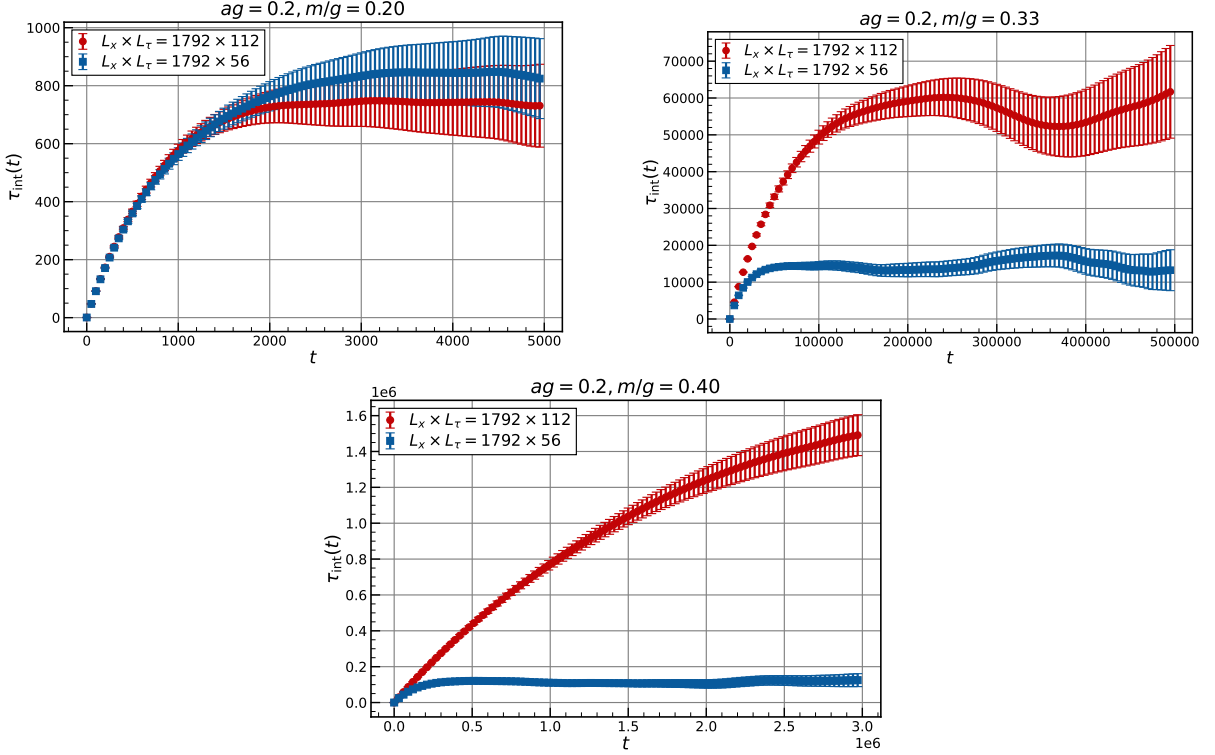 ag = 0.2, m/g = 0.20
L_x × L_τ = 1792 × 112
L_x × L_τ = 1792 × 56
1000
800
600
400
200
0
τ_int(t)
0 1000 2000 3000 4000 5000
t
ag = 0.2, m/g = 0.33
L_x × L_τ = 1792 × 112
L_x × L_τ = 1792 × 56
70000
60000
50000
40000
30000
20000
10000
0
τ_int(t)
0 100000 200000 300000 400000 500000
t
ag = 0.2, m/g = 0.40
1e6
L_x × L_τ = 1792 × 112
L_x × L_τ = 1792 × 56
1.6
1.4
1.2
1.0
0.8
0.6
0.4
0.2
0.0
τ_int(t)
0.0 0.5 1.0 1.5 2.0 2.5 3.0
t
1e6